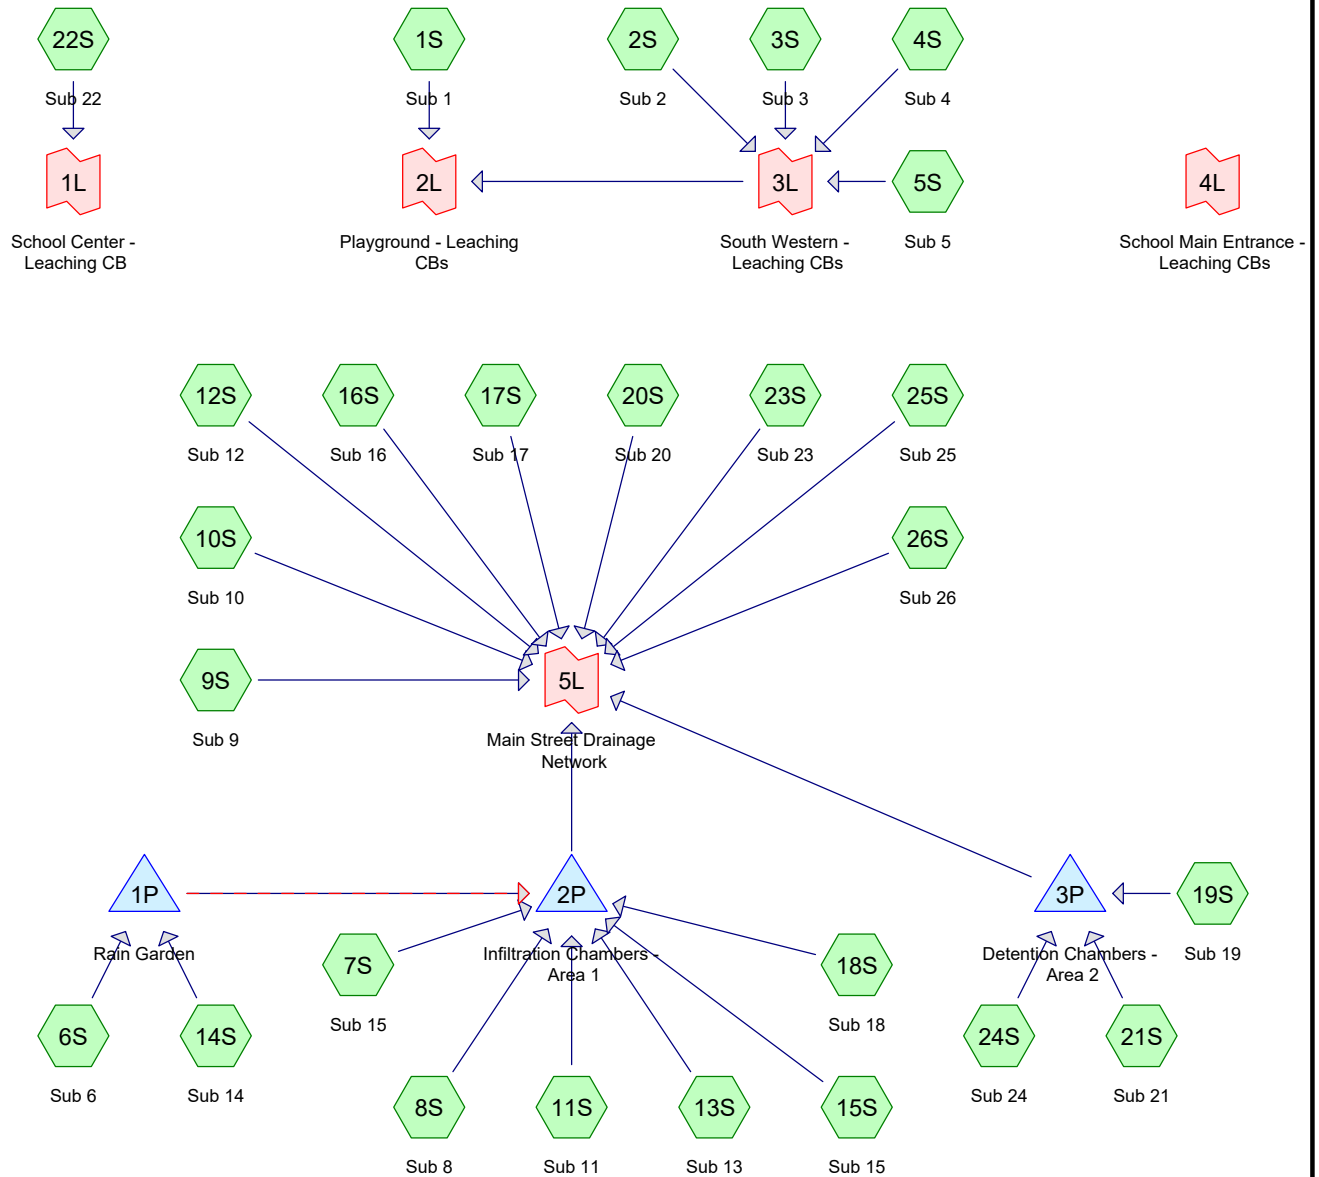 22S
1S
2S
3S
4S
Sub 22
Sub 1
Sub 2
Sub 3
Sub 4
1L
2L
3L
5S
4L
School Center -
Leaching CB
Playground - Leaching
CBs
South Western -
Leaching CBs
Sub 5
School Main Entrance -
Leaching CBs
12S
16S
17S
20S
23S
25S
Sub 12
Sub 16
Sub 17
Sub 20
Sub 23
Sub 25
10S
26S
Sub 10
Sub 26
9S
5L
Sub 9
Main Street Drainage
Network
1P
2P
3P
19S
Rain Garden
Infiltration Chambers -
Area 1
Detention Chambers -
Area 2
Sub 19
7S
18S
Sub 15
Sub 18
6S
14S
24S
21S
Sub 6
Sub 14
Sub 24
Sub 21
8S
11S
13S
15S
Sub 8
Sub 11
Sub 13
Sub 15